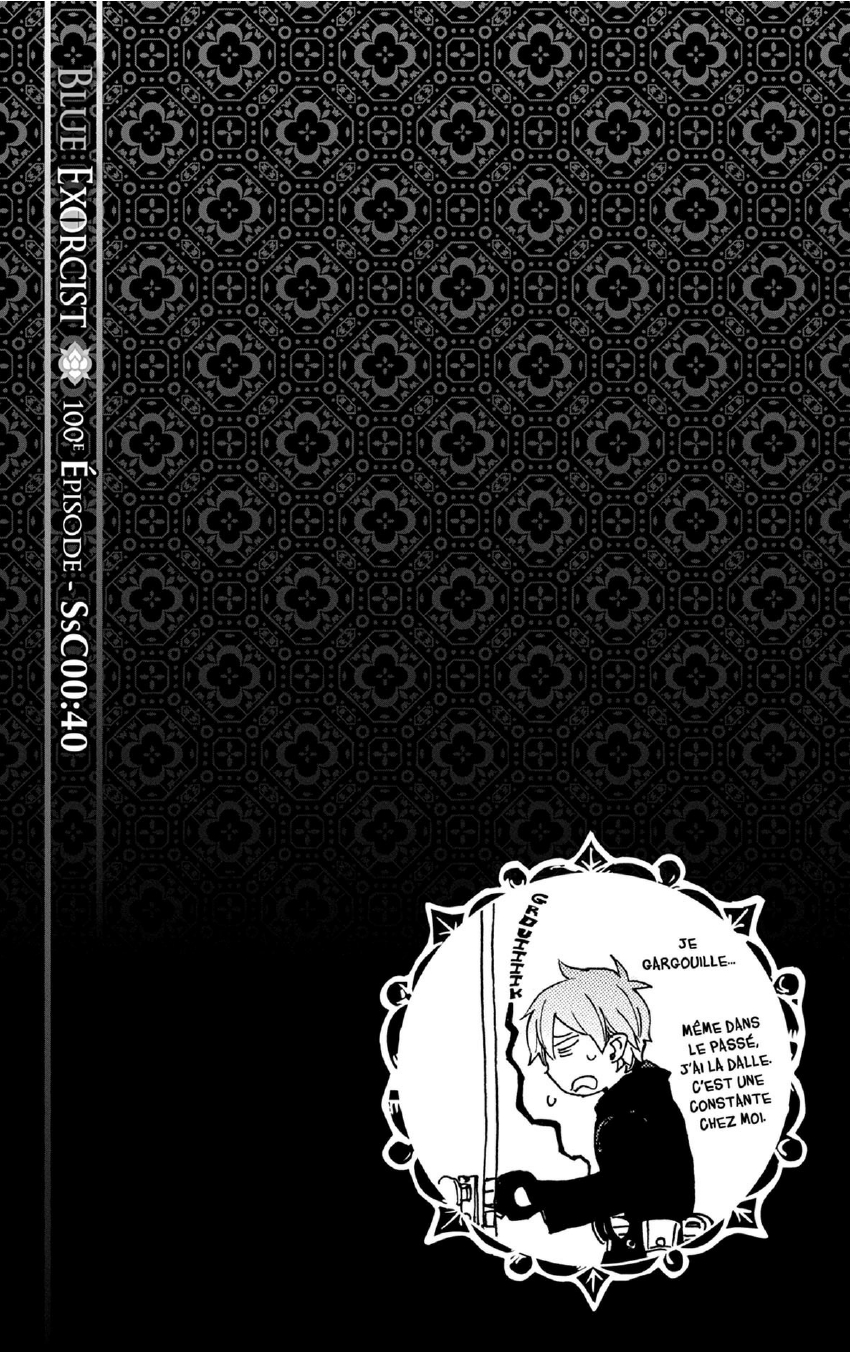 BLUE EXORCIST 100E ÉPISODE - SSC00:40
GROUIIIIK
JE
GARGOUILLE...
MÊME DANS
LE PASSÉ,
J'AI LA DALLE.
C'EST UNE
CONSTANTE
CHEZ MOI.